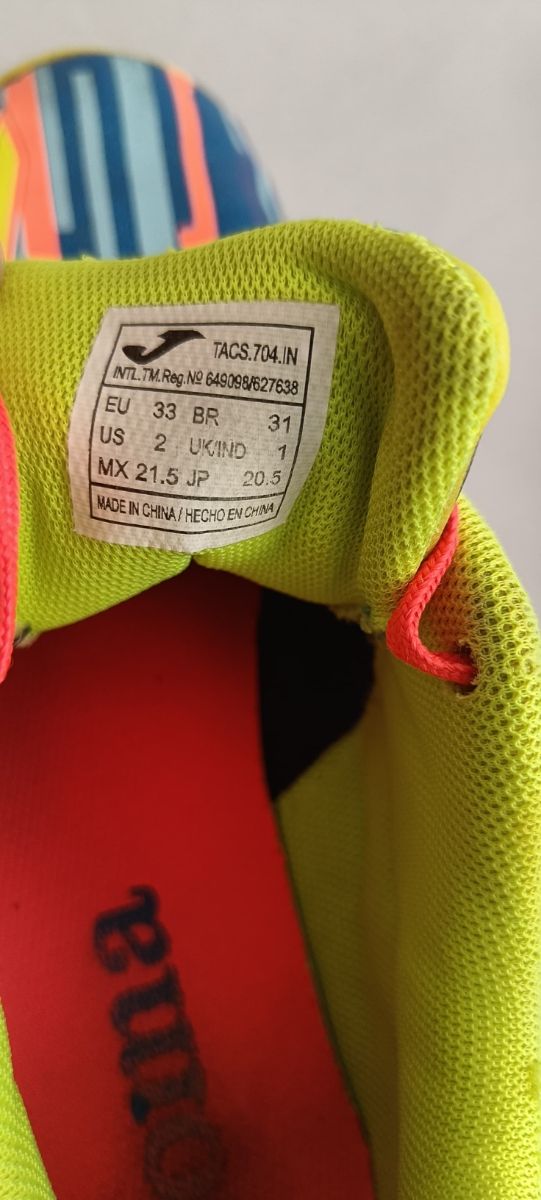 TACS.704.IN
INTL.TM.Reg.Nº 649098/627638
EU 33 BR 31
US 2 UK/IND 1
MX 21.5 JP 20.5
MADE IN CHINA / HECHO EN CHINA
oma